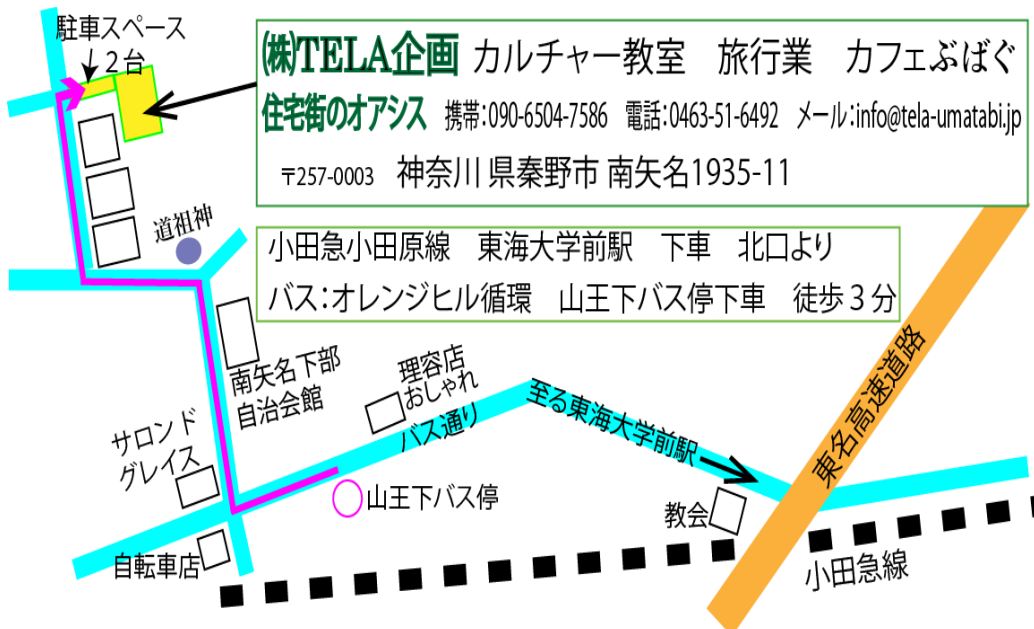 駐車スペース
2台
(株)TELA企画 カルチャー教室 旅行業 カフェぶばぐ
住宅街のオアシス 携帯:090-6504-7586 電話:0463-51-6492 メール:info@tela-umatabi.jp
〒257-0003 神奈川県秦野市 南矢名1935-11
道祖神
小田急小田原線 東海大学前駅 下車 北口より
バス:オレンジヒル循環 山王下バス停下車 徒歩3分
南矢名下部
自治会館
理容店
おしゃれ
バス通り
至る東海大学前駅
東名高速道路
サロンド
グレイス
山王下バス停
教会
自転車店
小田急線